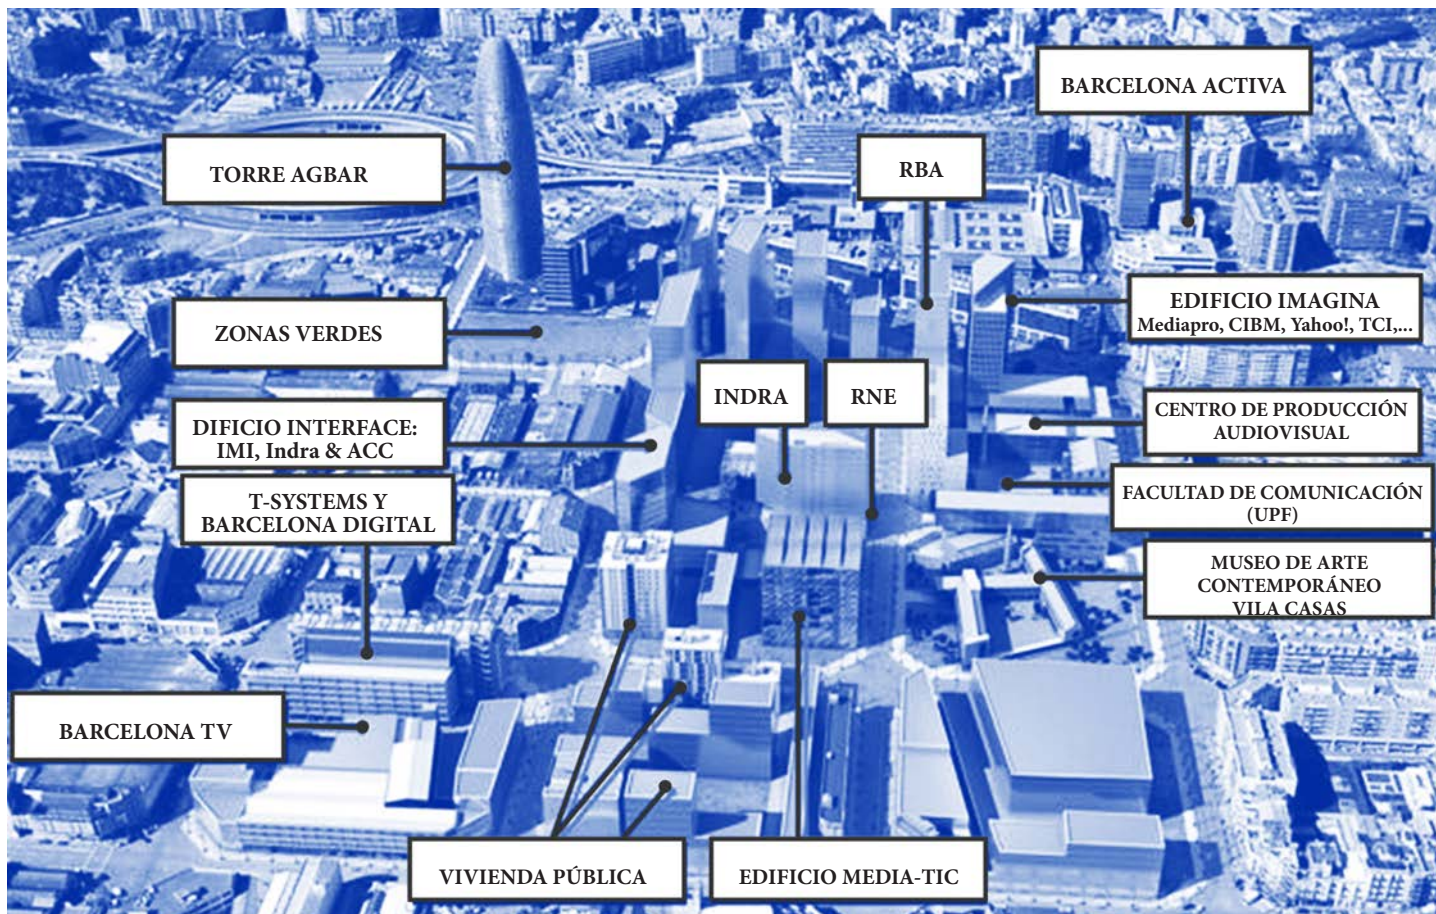 BARCELONA ACTIVA
TORRE AGBAR
RBA
ZONAS VERDES
EDIFICIO IMAGINA
Mediapro, CIBM, Yahoo!, TCI,...
INDRA
RNE
DIFICIO INTERFACE:
IMI, Indra & ACC
CENTRO DE PRODUCCIÓN
AUDIOVISUAL
T-SYSTEMS Y
BARCELONA DIGITAL
FACULTAD DE COMUNICACIÓN
(UPF)
MUSEO DE ARTE
CONTEMPORÁNEO
VILA CASAS
BARCELONA TV
VIVIENDA PÚBLICA
EDIFICIO MEDIA-TIC